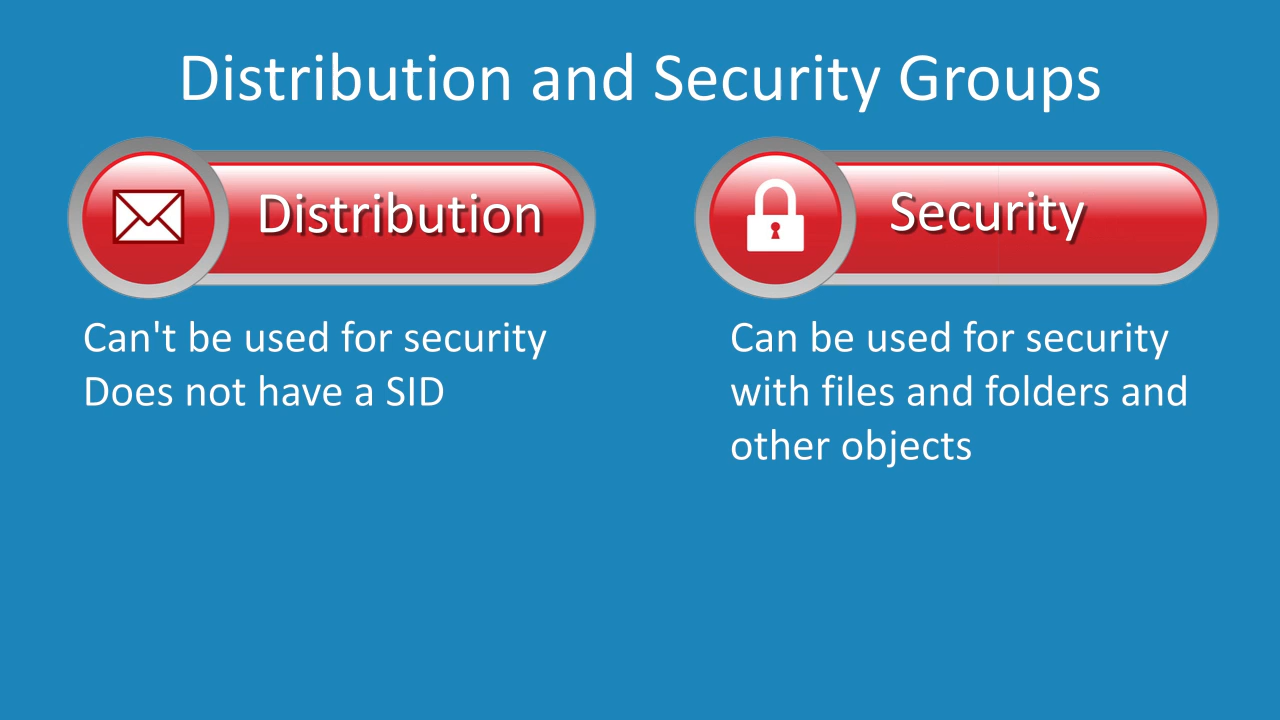 Distribution and Security Groups
Distribution
Can't be used for security
Does not have a SID
Security
Can be used for security
with files and folders and
other objects